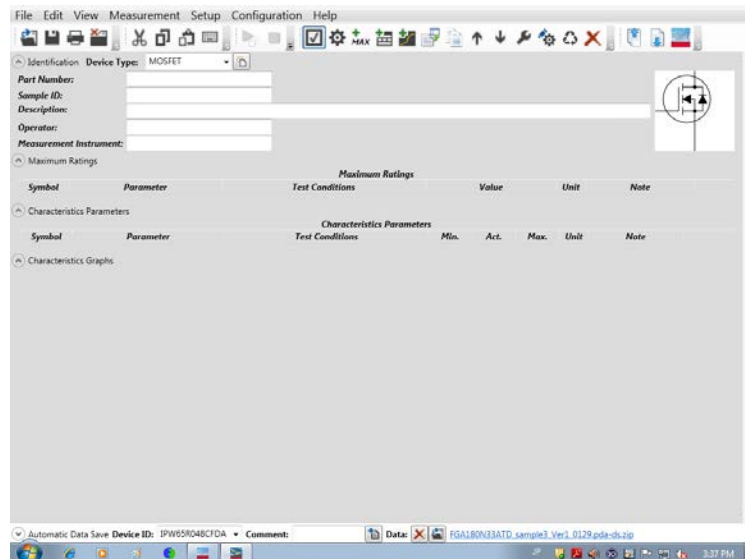 File Edit View Measurement Setup Configuration Help
MAX
Identification Device Type: MOSFET
Part Number:
Sample ID:
Description:
Operator:
Measurement Instrument:
Maximum Ratings
Maximum Ratings
Symbol Parameter Test Conditions Value Unit Note
Characteristics Parameters
Characteristics Parameters
Symbol Parameter Test Conditions Min. Act. Max. Unit Note
Characteristics Graphs
Automatic Data Save Device ID: IPW65R048CFDA Comment: Data: FGA180N33ATD_sample3_Ver1_0129.pda-ds.zip
3:37 PM